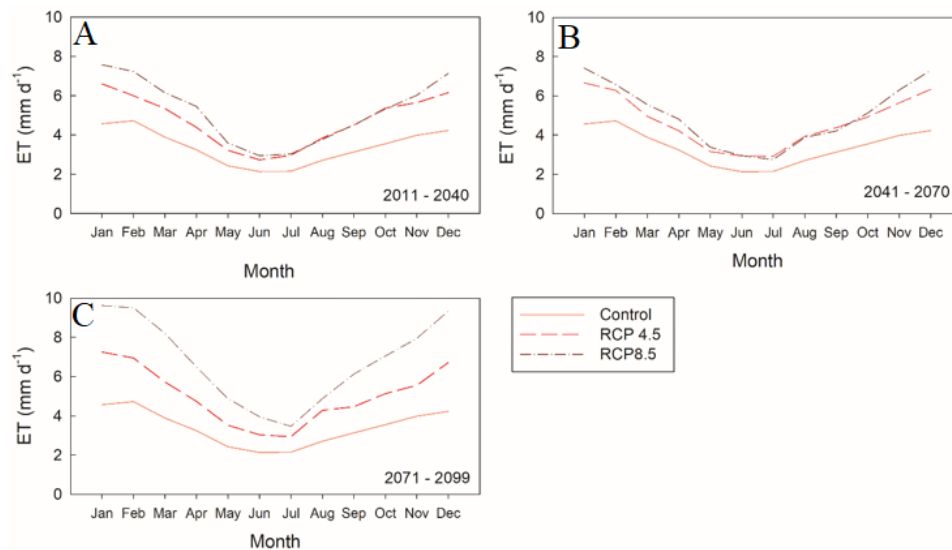 A
10
8
6
4
2
0
ET (mm d⁻¹)
2011 - 2040
Jan Feb Mar Apr May Jun Jul Aug Sep Oct Nov Dec
Month
B
10
8
6
4
2
0
ET (mm d⁻¹)
2041 - 2070
Jan Feb Mar Apr May Jun Jul Aug Sep Oct Nov Dec
Month
C
10
8
6
4
2
0
ET (mm d⁻¹)
2071 - 2099
Jan Feb Mar Apr May Jun Jul Aug Sep Oct Nov Dec
Month
Control
RCP 4.5
RCP8.5